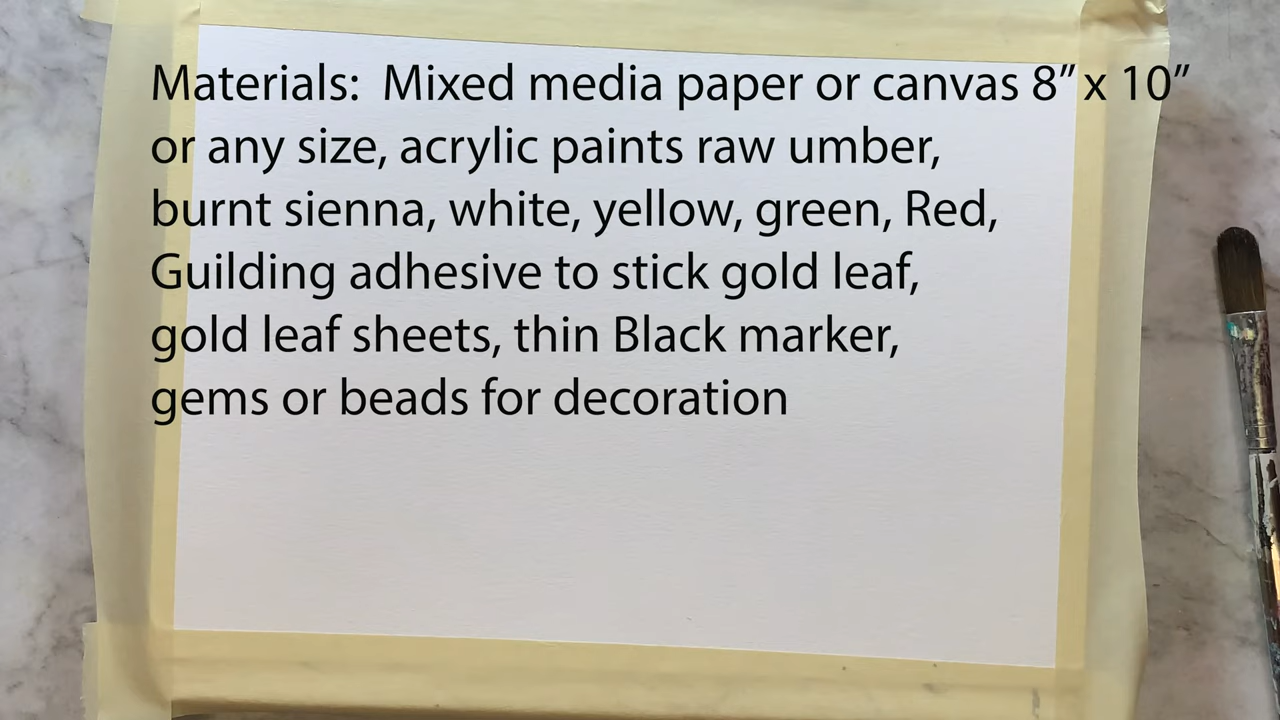 Materials:  Mixed media paper or canvas 8” x 10”
or any size, acrylic paints raw umber,
burnt sienna, white, yellow, green, Red,
Guilding adhesive to stick gold leaf,
gold leaf sheets, thin Black marker,
gems or beads for decoration